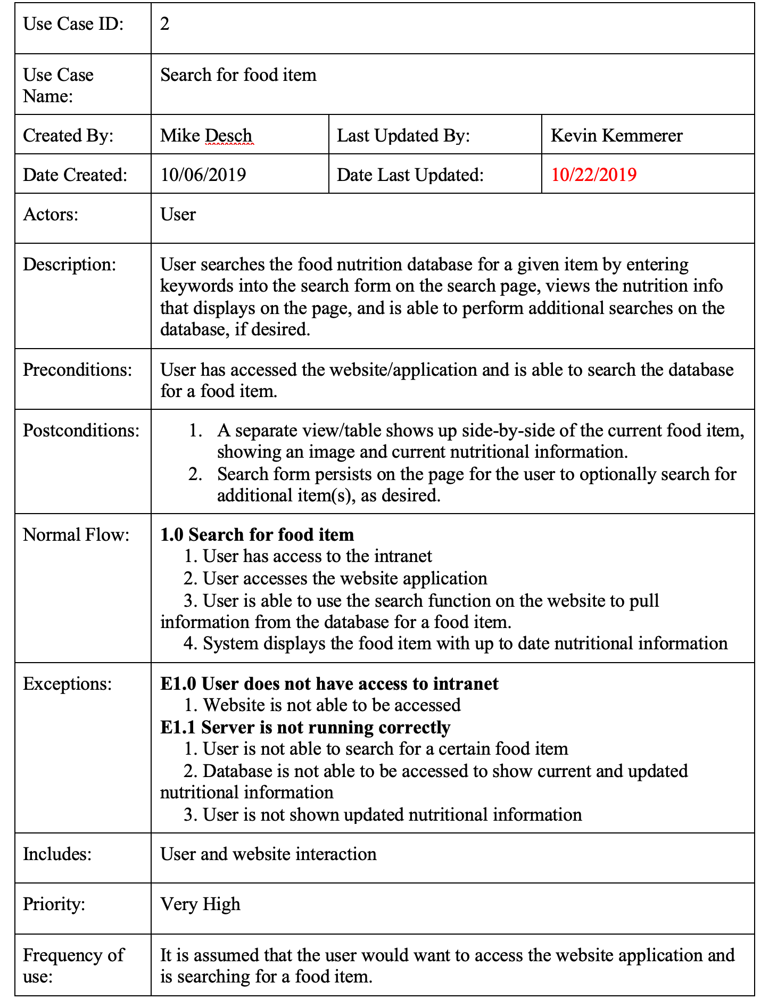 Use Case ID: 2
Use Case Name: Search for food item
Created By: Mike Desch Last Updated By: Kevin Kemmerer
Date Created: 10/06/2019 Date Last Updated: 10/22/2019
Actors: User
Description: User searches the food nutrition database for a given item by entering
keywords into the search form on the search page, views the nutrition info
that displays on the page, and is able to perform additional searches on the
database, if desired.
Preconditions: User has accessed the website/application and is able to search the database
for a food item.
Postconditions: 1. A separate view/table shows up side-by-side of the current food item,
showing an image and current nutritional information.
2. Search form persists on the page for the user to optionally search for
additional item(s), as desired.
Normal Flow: 1.0 Search for food item
1. User has access to the intranet
2. User accesses the website application
3. User is able to use the search function on the website to pull
information from the database for a food item.
4. System displays the food item with up to date nutritional information
Exceptions: E1.0 User does not have access to intranet
1. Website is not able to be accessed
E1.1 Server is not running correctly
1. User is not able to search for a certain food item
2. Database is not able to be accessed to show current and updated
nutritional information
3. User is not shown updated nutritional information
Includes: User and website interaction
Priority: Very High
Frequency of use: It is assumed that the user would want to access the website application and
is searching for a food item.